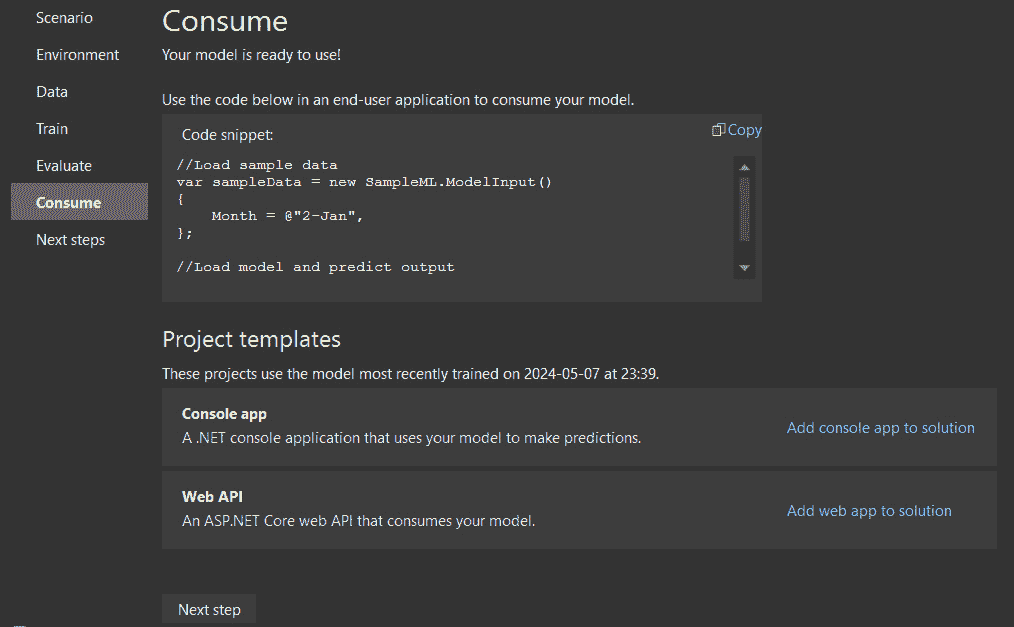 Scenario
Environment
Data
Train
Evaluate
Consume
Next steps
Consume
Your model is ready to use!
Use the code below in an end-user application to consume your model.
Code snippet:
Copy
//Load sample data
var sampleData = new SampleML.ModelInput()
{
    Month = @"2-Jan",
};
//Load model and predict output
Project templates
These projects use the model most recently trained on 2024-05-07 at 23:39.
Console app
A .NET console application that uses your model to make predictions.
Add console app to solution
Web API
An ASP.NET Core web API that consumes your model.
Add web app to solution
Next step